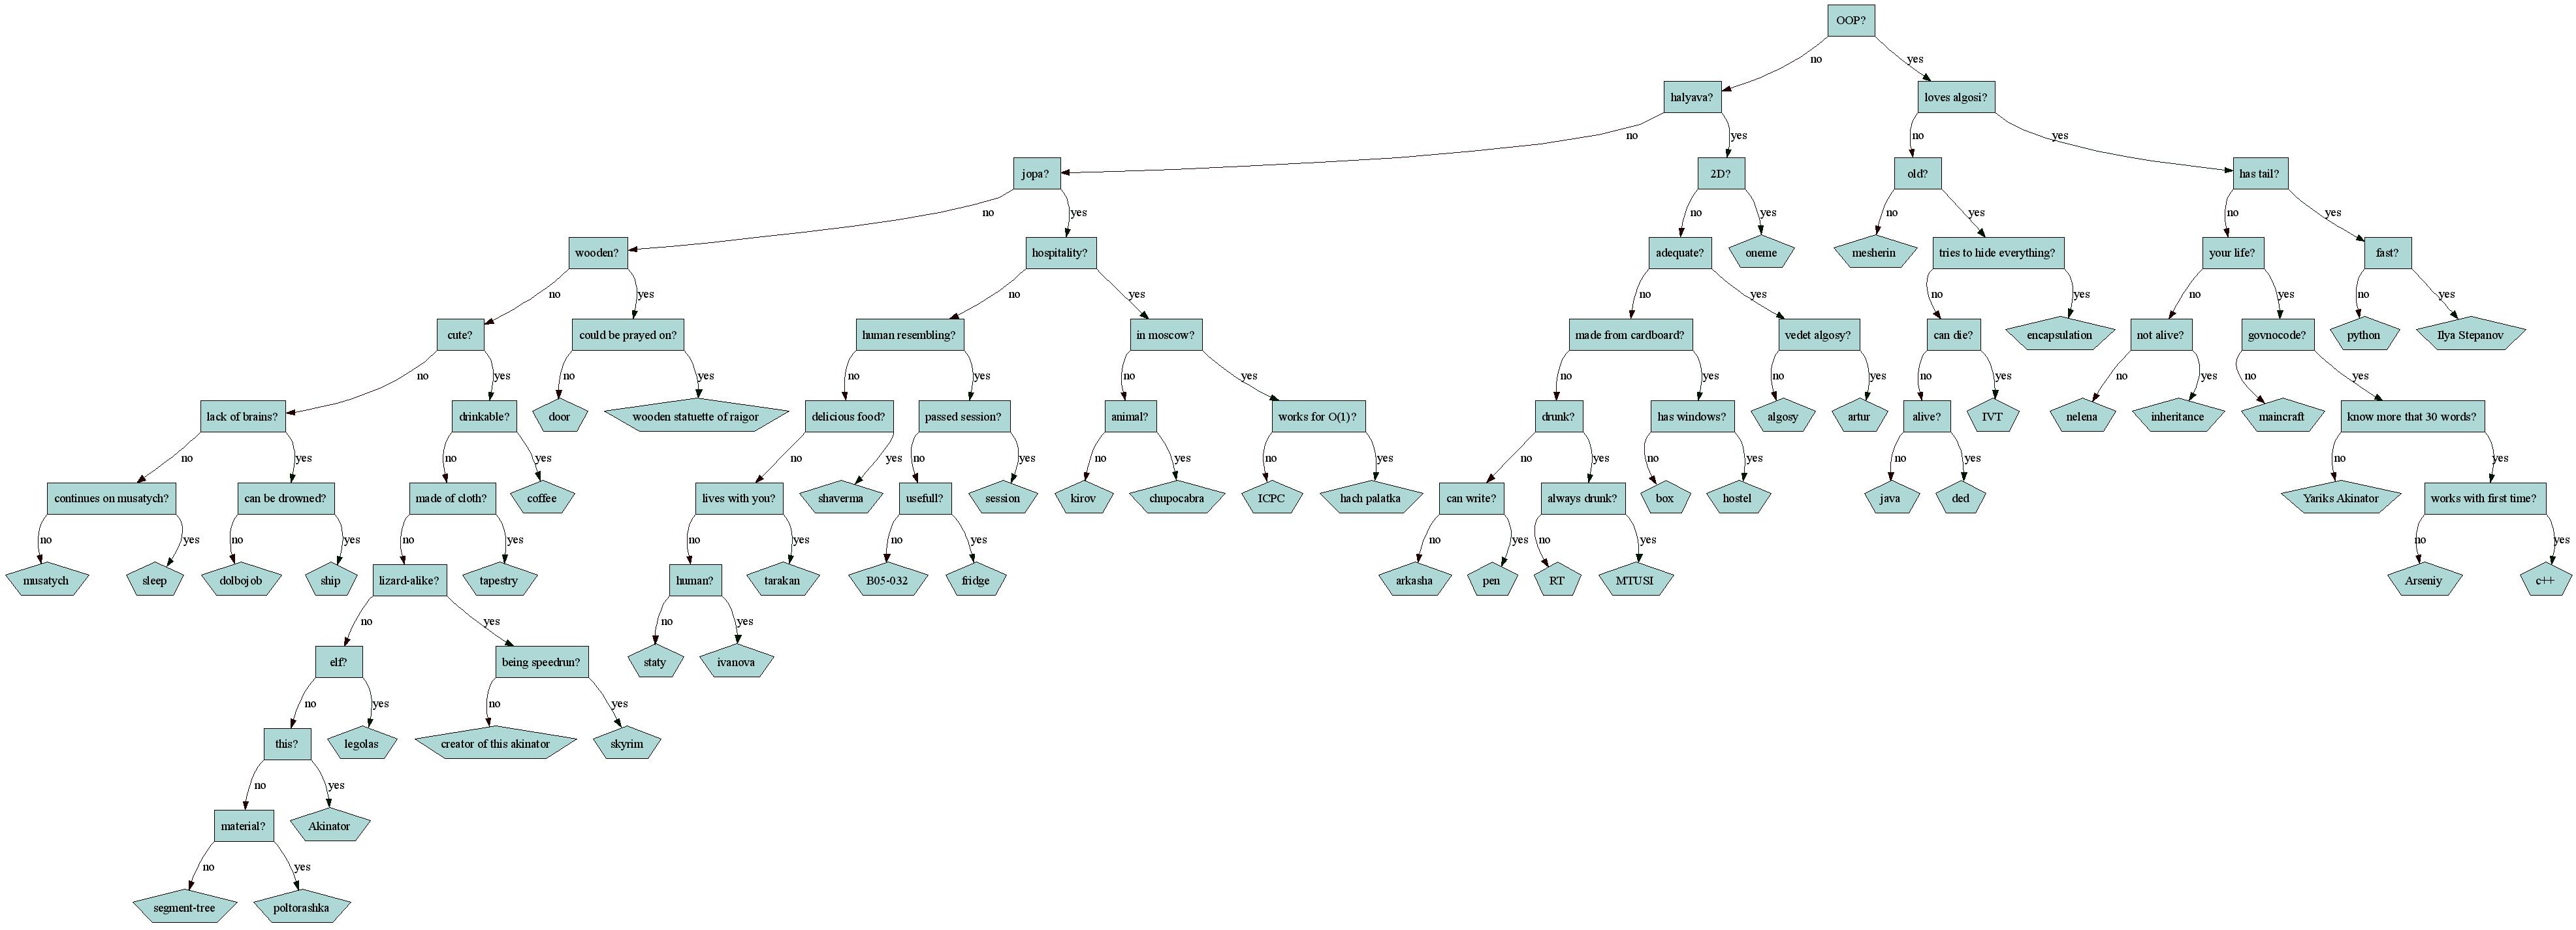 OOP?
no
yes
halyava?
loves algosi?
no
yes
no
yes
jopa?
2D?
old?
has tail?
no
yes
no
yes
no
yes
no
yes
wooden?
hospitality?
adequate?
oneme
mesherin
tries to hide everything?
your life?
fast?
no
yes
no
yes
no
yes
no
yes
no
yes
no
yes
cute?
could be prayed on?
human resembling?
in moscow?
made from cardboard?
vedet algosy?
can die?
encapsulation
not alive?
govnocode?
python
Ilya Stepanov
no
yes
no
yes
no
yes
no
yes
no
yes
no
yes
no
yes
no
yes
no
yes
lack of brains?
drinkable?
door
wooden statuette of raigor
delicious food?
passed session?
animal?
works for O(1)?
drunk?
has windows?
algosy
artur
alive?
IVT
nelena
inheritance
maincraft
know more that 30 words?
no
yes
no
yes
no
yes
no
yes
no
yes
no
yes
no
yes
no
yes
no
yes
no
yes
continues on musatych?
can be drowned?
made of cloth?
coffee
lives with you?
shaverma
usefull?
session
kirov
chupocabra
ICPC
hach palatka
can write?
always drunk?
box
hostel
java
ded
Yariks Akinator
works with first time?
no
yes
no
yes
no
yes
no
yes
no
yes
no
yes
no
yes
no
yes
musatych
sleep
dolbojob
ship
lizard-alike?
tapestry
human?
tarakan
B05-032
fridge
arkasha
pen
RT
MTUSI
Arseniy
c++
no
yes
no
yes
elf?
being speedrun?
staty
ivanova
no
yes
no
yes
this?
legolas
creator of this akinator
skyrim
no
yes
material?
Akinator
no
yes
segment-tree
poltorashka